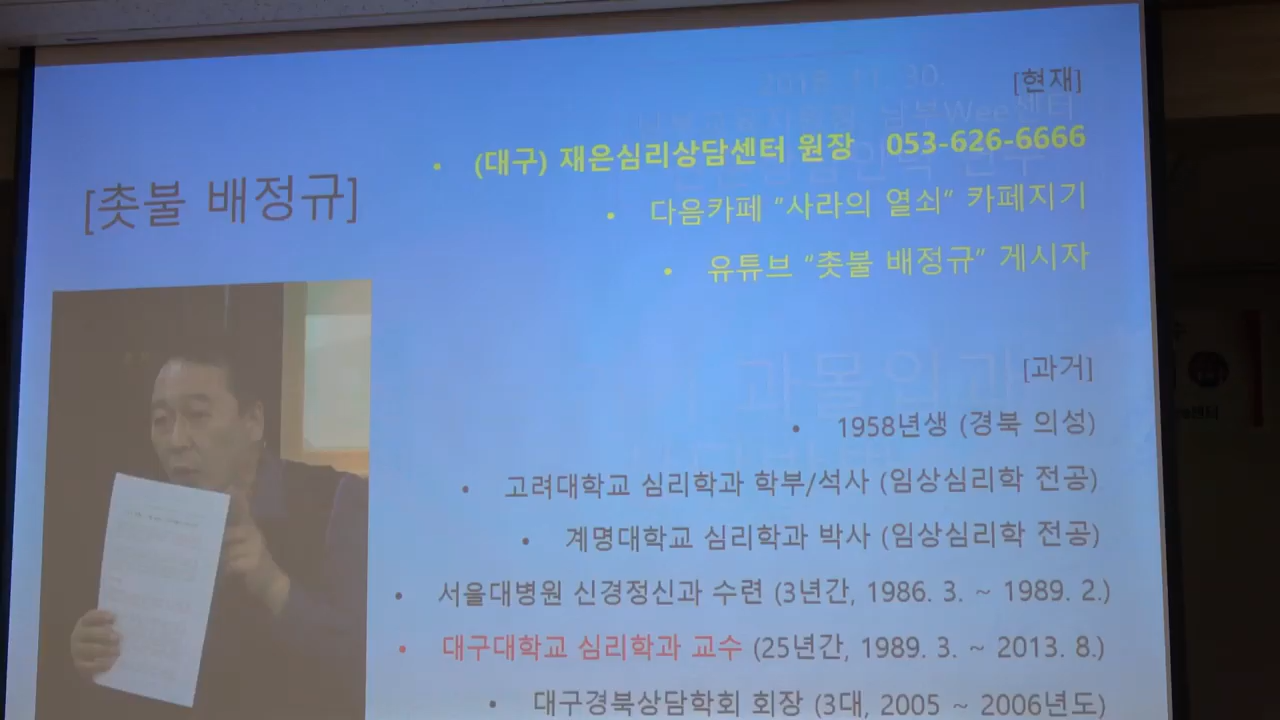 [현재]
• (대구) 재은심리상담센터 원장 053-626-6666
• 다음카페 "사라의 열쇠" 카페지기
• 유튜브 "촛불 배정규" 게시자
[촛불 배정규]
[과거]
• 1958년생 (경북 의성)
• 고려대학교 심리학과 학부/석사 (임상심리학 전공)
• 계명대학교 심리학과 박사 (임상심리학 전공)
• 서울대병원 신경정신과 수련 (3년간, 1986. 3. ~ 1989. 2.)
• 대구대학교 심리학과 교수 (25년간, 1989. 3. ~ 2013. 8.)
• 대구경북상담학회 회장 (3대, 2005 ~ 2006년도)